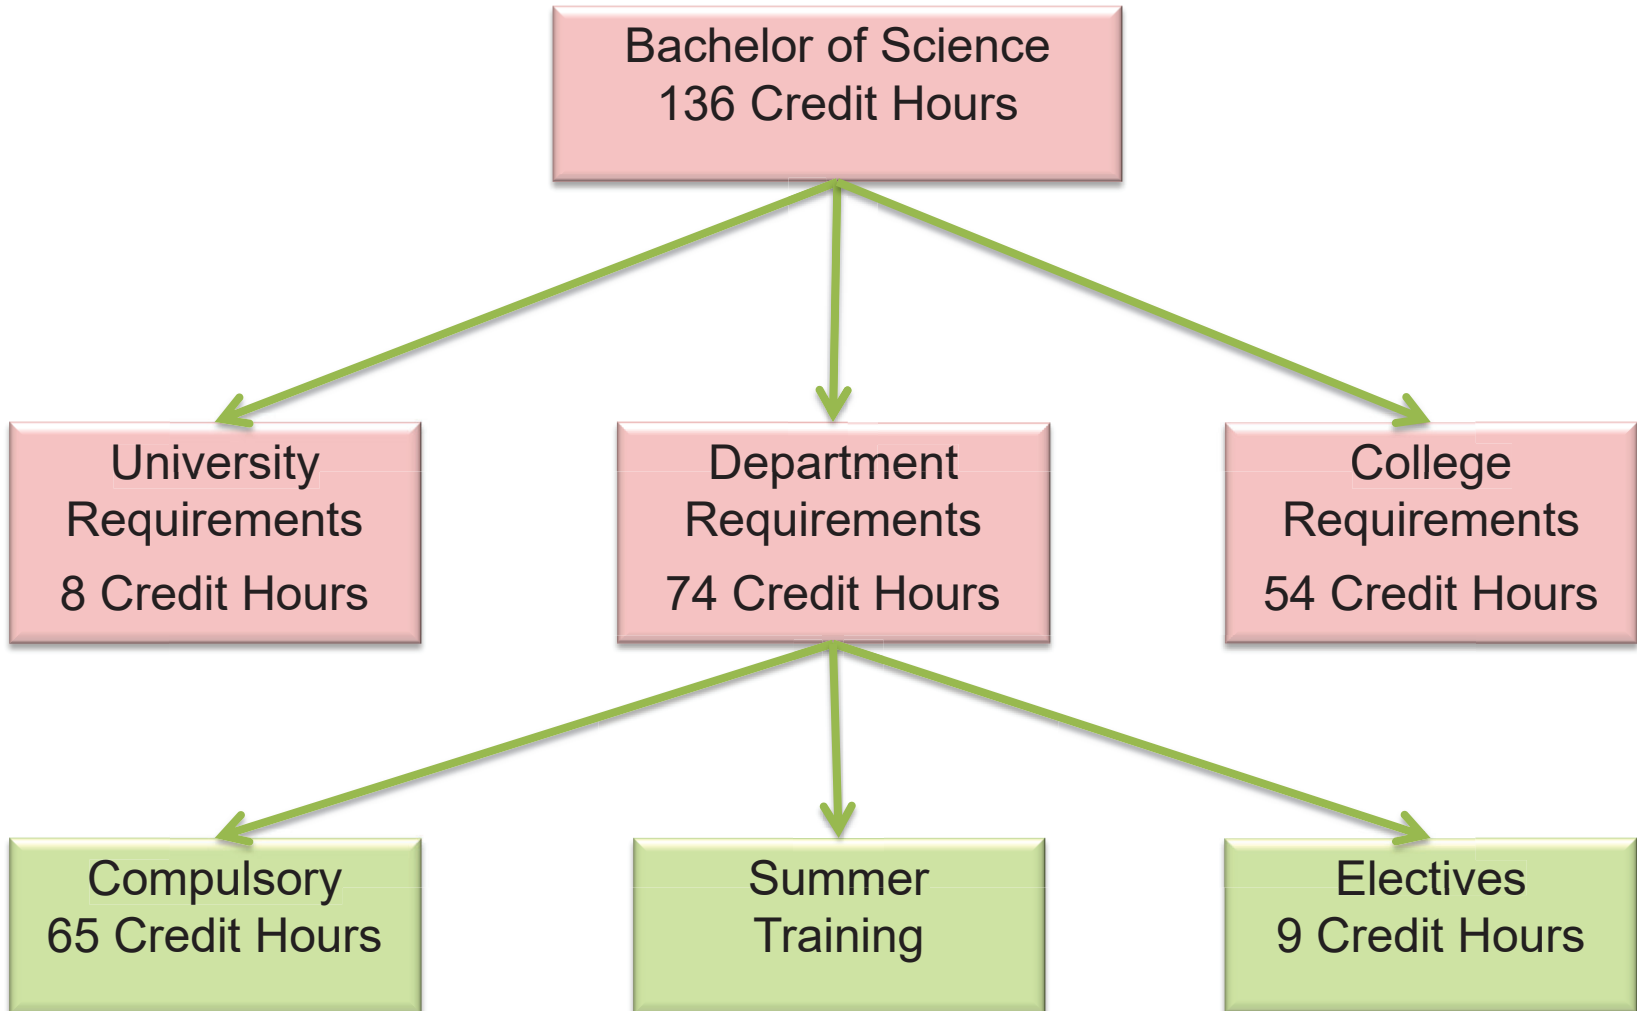 Bachelor of Science
136 Credit Hours
University
Requirements
8 Credit Hours
Department
Requirements
74 Credit Hours
College
Requirements
54 Credit Hours
Compulsory
65 Credit Hours
Summer
Training
Electives
9 Credit Hours